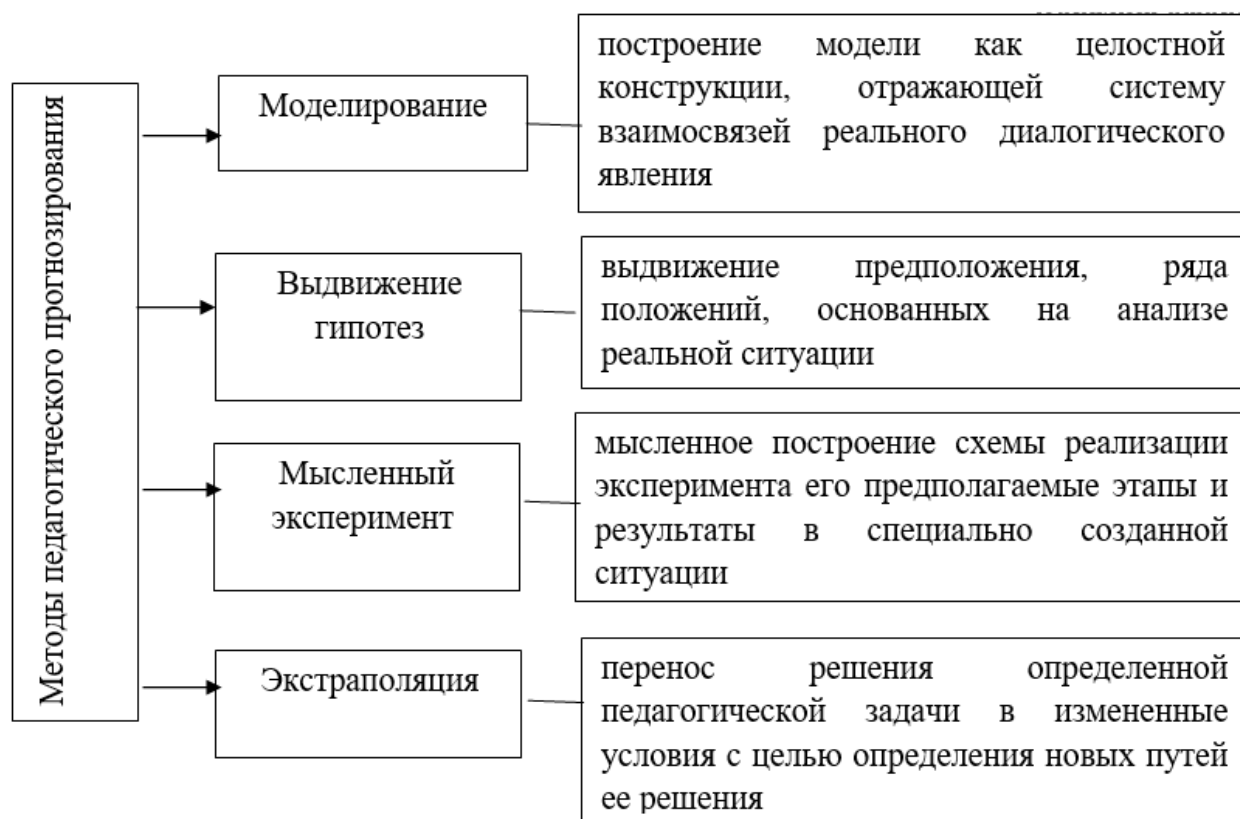 Методы педагогического прогнозирования
Моделирование
построение модели как целостной
конструкции, отражающей систему
взаимосвязей реального диалогического
явления
Выдвижение
гипотез
выдвижение предположения, ряда
положений, основанных на анализе
реальной ситуации
Мысленный
эксперимент
мысленное построение схемы реализации
эксперимента его предполагаемые этапы и
результаты в специально созданной
ситуации
Экстраполяция
перенос решения определенной
педагогической задачи в измененные
условия с целью определения новых путей
ее решения